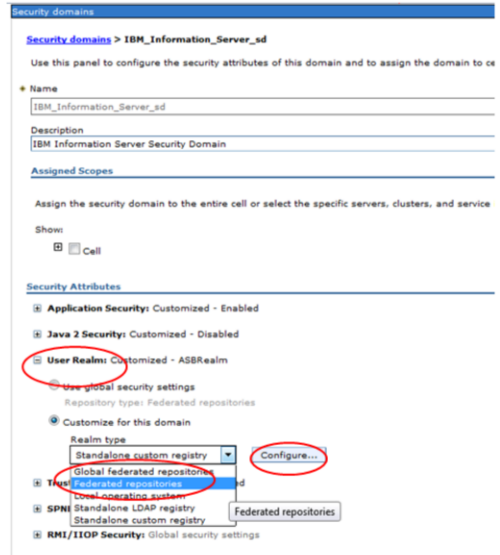 Security domains
Security domains > IBM_Information_Server_sd
Use this panel to configure the security attributes of this domain and to assign the domain to ce
Name
IBM_Information_Server_sd
Description
IBM Information Server Security Domain
Assigned Scopes
Assign the security domain to the entire cell or select the specific servers, clusters, and service
Show:
Cell
Security Attributes
Application Security: Customized - Enabled
Java 2 Security: Customized - Disabled
User Realm: Customized - ASBRealm
Use global security settings
Repository type: Federated repositories
Customize for this domain
Realm type
Standalone custom registry Configure...
Global federated repositories
Trust Federated repositories d
Local operating system
SPNE Standalone LDAP registry Federated repositories
Standalone custom registry
RMI/IIOP Security: Global security settings